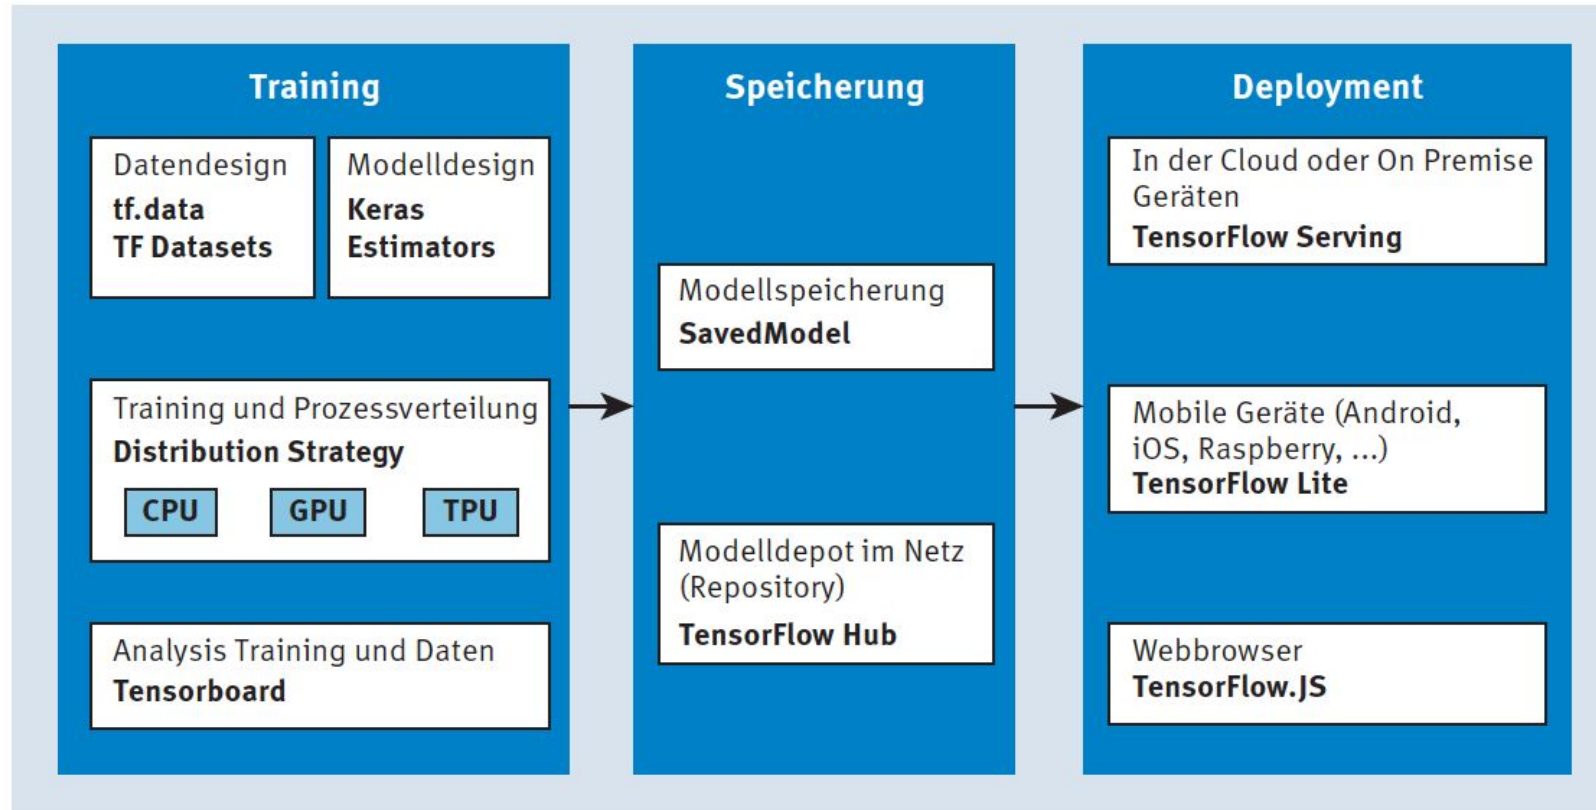 Training
Datendesign
tf.data
TF Datasets
Modelldesign
Keras
Estimators
Training und Prozessverteilung
Distribution Strategy
CPU
GPU
TPU
Analysis Training und Daten
Tensorboard
Speicherung
Modellspeicherung
SavedModel
Modelldepot im Netz
(Repository)
TensorFlow Hub
Deployment
In der Cloud oder On Premise
Geräten
TensorFlow Serving
Mobile Geräte (Android,
iOS, Raspberry, ...)
TensorFlow Lite
Webbrowser
TensorFlow.JS